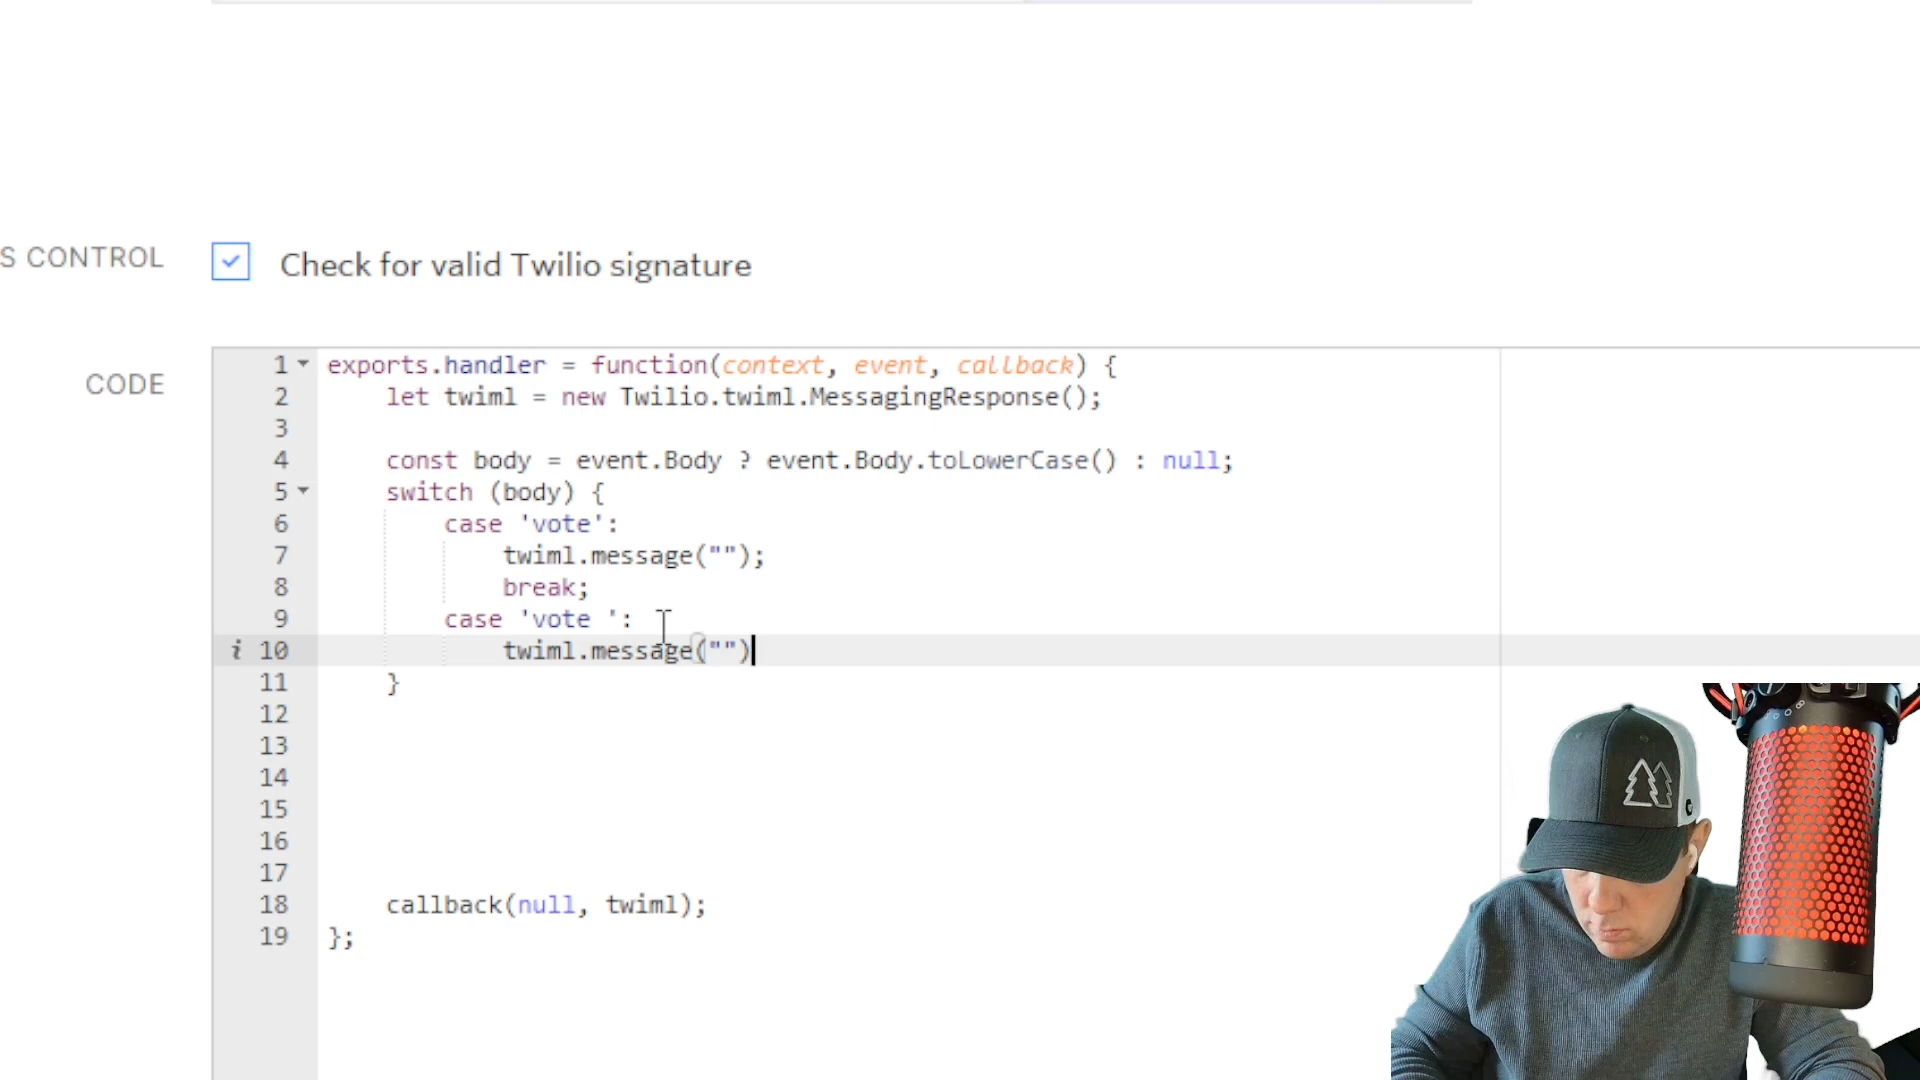 S CONTROL
Check for valid Twilio signature
CODE
1 exports.handler = function(context, event, callback) {
2 let twiml = new Twilio.twiml.MessagingResponse();
3
4 const body = event.Body ? event.Body.toLowerCase() : null;
5 switch (body) {
6 case 'vote':
7 twiml.message("");
8 break;
9 case 'vote ':
i 10 twiml.message("")
11 }
12
13
14
15
16
17
18 callback(null, twiml);
19 };